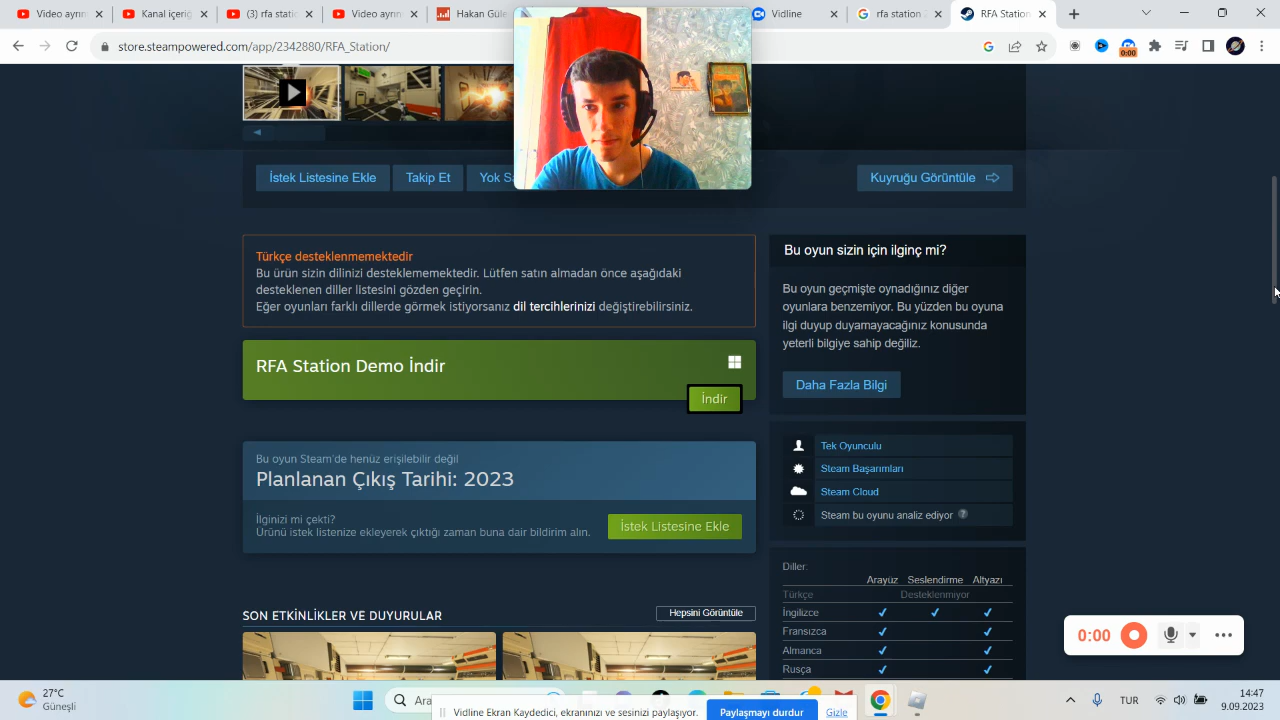 Video ayrın
Kanal içeriğ
(3) istatistic
Video ayrın
Hakan Güle
Vidline
rfa station
RFA Station
store.steampowered.com/app/2342880/RFA_Station/
0:00
İstek Listesine Ekle
Takip Et
Yok
Kuyruğu Görüntüle
Türkçe desteklenmemektedir
Bu ürün sizin dilinizi desteklememektedir. Lütfen satın almadan önce aşağıdaki
desteklenen diller listesini gözden geçirin.
Eğer oyunları farklı dillerde görmek istiyorsanız dil tercihlerinizi değiştirebilirsiniz.
RFA Station Demo İndir
İndir
Bu oyun Steam'de henüz erişilebilir değil
Planlanan Çıkış Tarihi: 2023
İlginizi mi çekti?
Ürünü istek listenize ekleyerek çıktığı zaman buna dair bildirim alın.
İstek Listesine Ekle
SON ETKİNLİKLER VE DUYURULAR
Hepsini Görüntüle
Bu oyun sizin için ilginç mi?
Bu oyun geçmişte oynadığınız diğer
oyunlara benzemiyor. Bu yüzden bu oyuna
ilgi duyup duyamayacağınız konusunda
yeterli bilgiye sahip değiliz.
Daha Fazla Bilgi
Tek Oyunculu
Steam Başarımları
Steam Cloud
Steam bu oyunu analiz ediyor ?
Diller:
Arayüz Seslendirme Altyazı
Türkçe Desteklenmiyor
İngilizce ✔ ✔ ✔
Fransızca ✔ ✔
Almanca ✔ ✔
Rusça ✔ ✔
0:00
27°C
Güneşli
Ara
Vidline Ekran Kaydedici, ekranınızı ve sesinizi paylaşıyor.
Paylaşmayı durdur
Gizle
TUR
14:47
9.09.2023